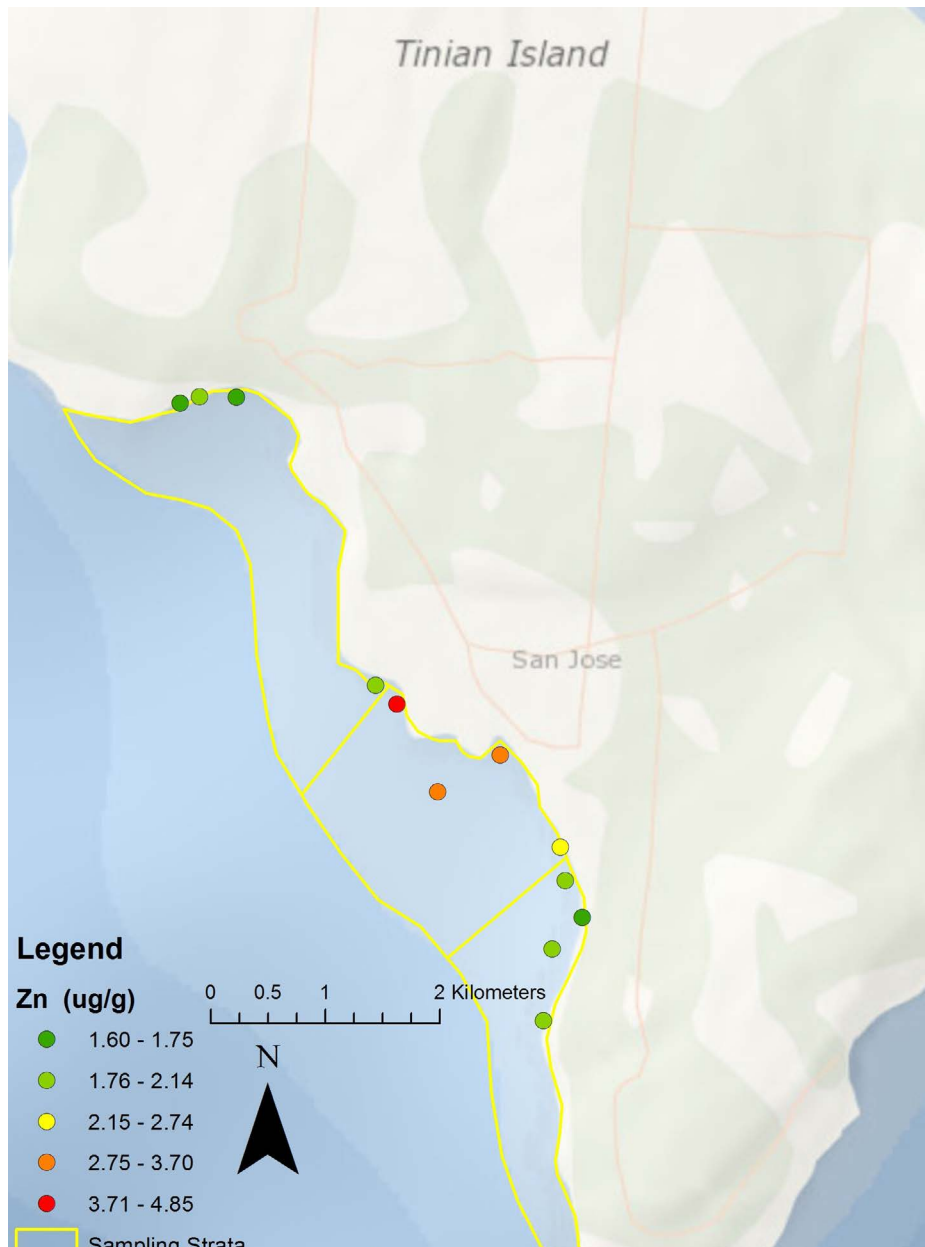 Tinian Island
San Jose
Legend
Zn (ug/g)
0 0.5 1 2 Kilometers
N
1.60 - 1.75
1.76 - 2.14
2.15 - 2.74
2.75 - 3.70
3.71 - 4.85
Sampling Strata